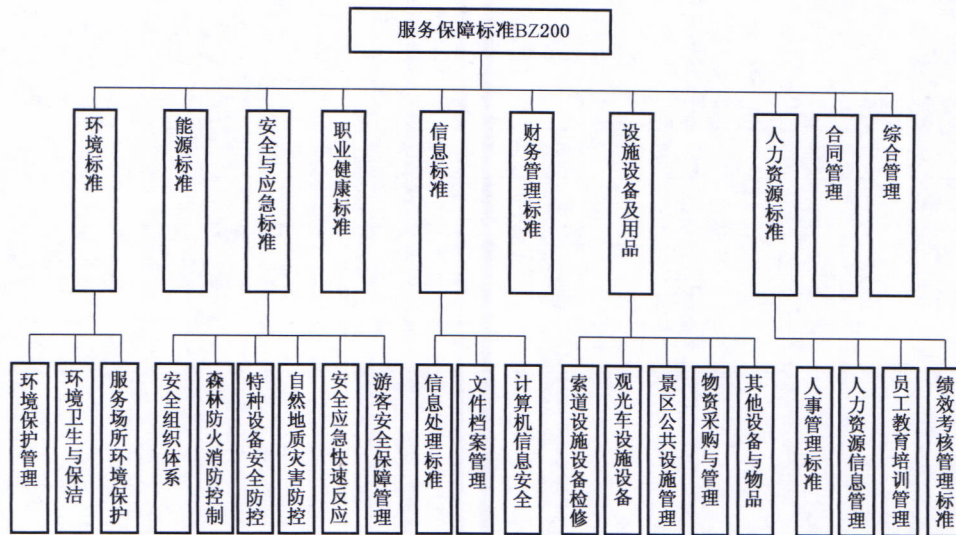 服务保障标准BZ200
环境标准
能源标准
安全与应急标准
职业健康标准
信息标准
财务管理标准
设施设备及用品
人力资源标准
合同管理
综合管理
环境保护管理
环境卫生与保洁
服务场所环境保护
安全组织体系
森林防火消防控制
特种设备安全防控
自然地质灾害防控
安全应急快速反应
游客安全保障管理
信息处理标准
文件档案管理
计算机信息安全
索道设施设备检修
观光车设施设备
景区公共设施管理
物资采购与管理
其他设备与物品
人事管理标准
人力资源信息管理
员工教育培训管理
绩效考核管理标准